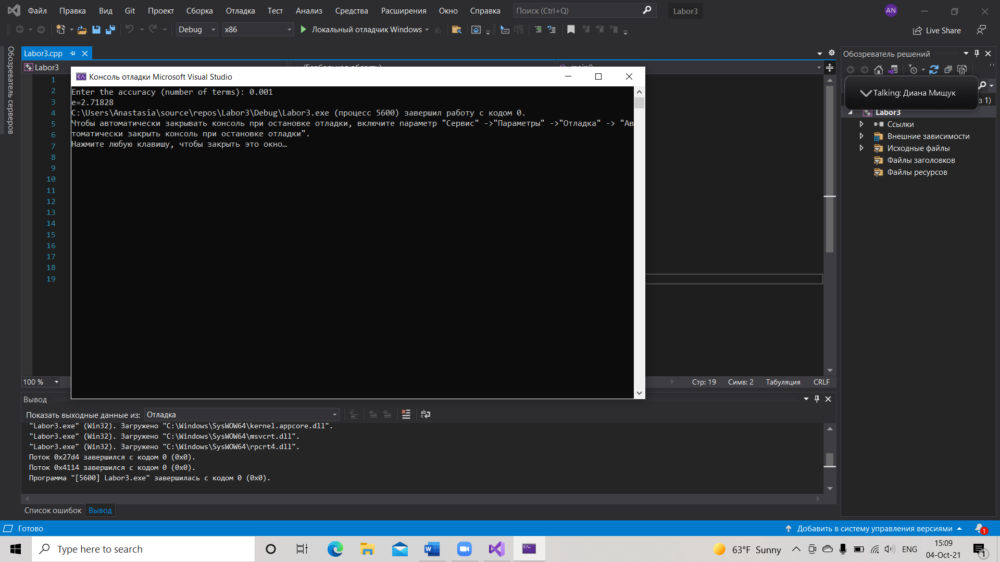 Файл Правка Вид Git Проект Сборка Отладка Тест Анализ Средства Расширения Окно Справка Поиск (Ctrl+Q) Labor3 AN
Debug x86 Локальный отладчик Windows Live Share
Обозреватель серверов
Labor3.cpp
Labor3
Консоль отладки Microsoft Visual Studio
Enter the accuracy (number of terms): 0.001
e=2.71828
C:\Users\Anastasia\source\repos\Labor3\Debug\Labor3.exe (процесс 5600) завершил работу с кодом 0.
Чтобы автоматически закрывать консоль при остановке отладки, включите параметр "Сервис" ->"Параметры" ->"Отладка" -> "Ав
томатически закрыть консоль при остановке отладки".
Нажмите любую клавишу, чтобы закрыть это окно…
1
2
3
4
5
6
7
8
9
10
11
12
13
14
15
16
17
18
19
100 % Стр: 19 Симв: 2 Табуляция CRLF
Обозреватель решений
Talking: Диана Мищук
з 1)
Labor3
Ссылки
Внешние зависимости
Исходные файлы
Файлы заголовков
Файлы ресурсов
Вывод
Показать выходные данные из: Отладка
"Labor3.exe" (Win32). Загружено "C:\Windows\SysWOW64\kernel.appcore.dll".
"Labor3.exe" (Win32). Загружено "C:\Windows\SysWOW64\msvcrt.dll".
"Labor3.exe" (Win32). Загружено "C:\Windows\SysWOW64\rpcrt4.dll".
Поток 0x27d4 завершился с кодом 0 (0x0).
Поток 0x4114 завершился с кодом 0 (0x0).
Программа "[5600] Labor3.exe" завершилась с кодом 0 (0x0).
Список ошибок Вывод
Готово Добавить в систему управления версиями 1
Type here to search 63°F Sunny ENG 15:09
04-Oct-21 1